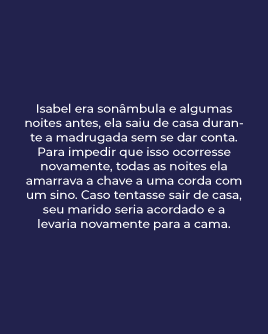 Isabel era sonâmbula e algumas
noites antes, ela saiu de casa duran-
te a madrugada sem se dar conta.
Para impedir que isso ocorresse
novamente, todas as noites ela
amarrava a chave a uma corda com
um sino. Caso tentasse sair de casa,
seu marido seria acordado e a
levaria novamente para a cama.